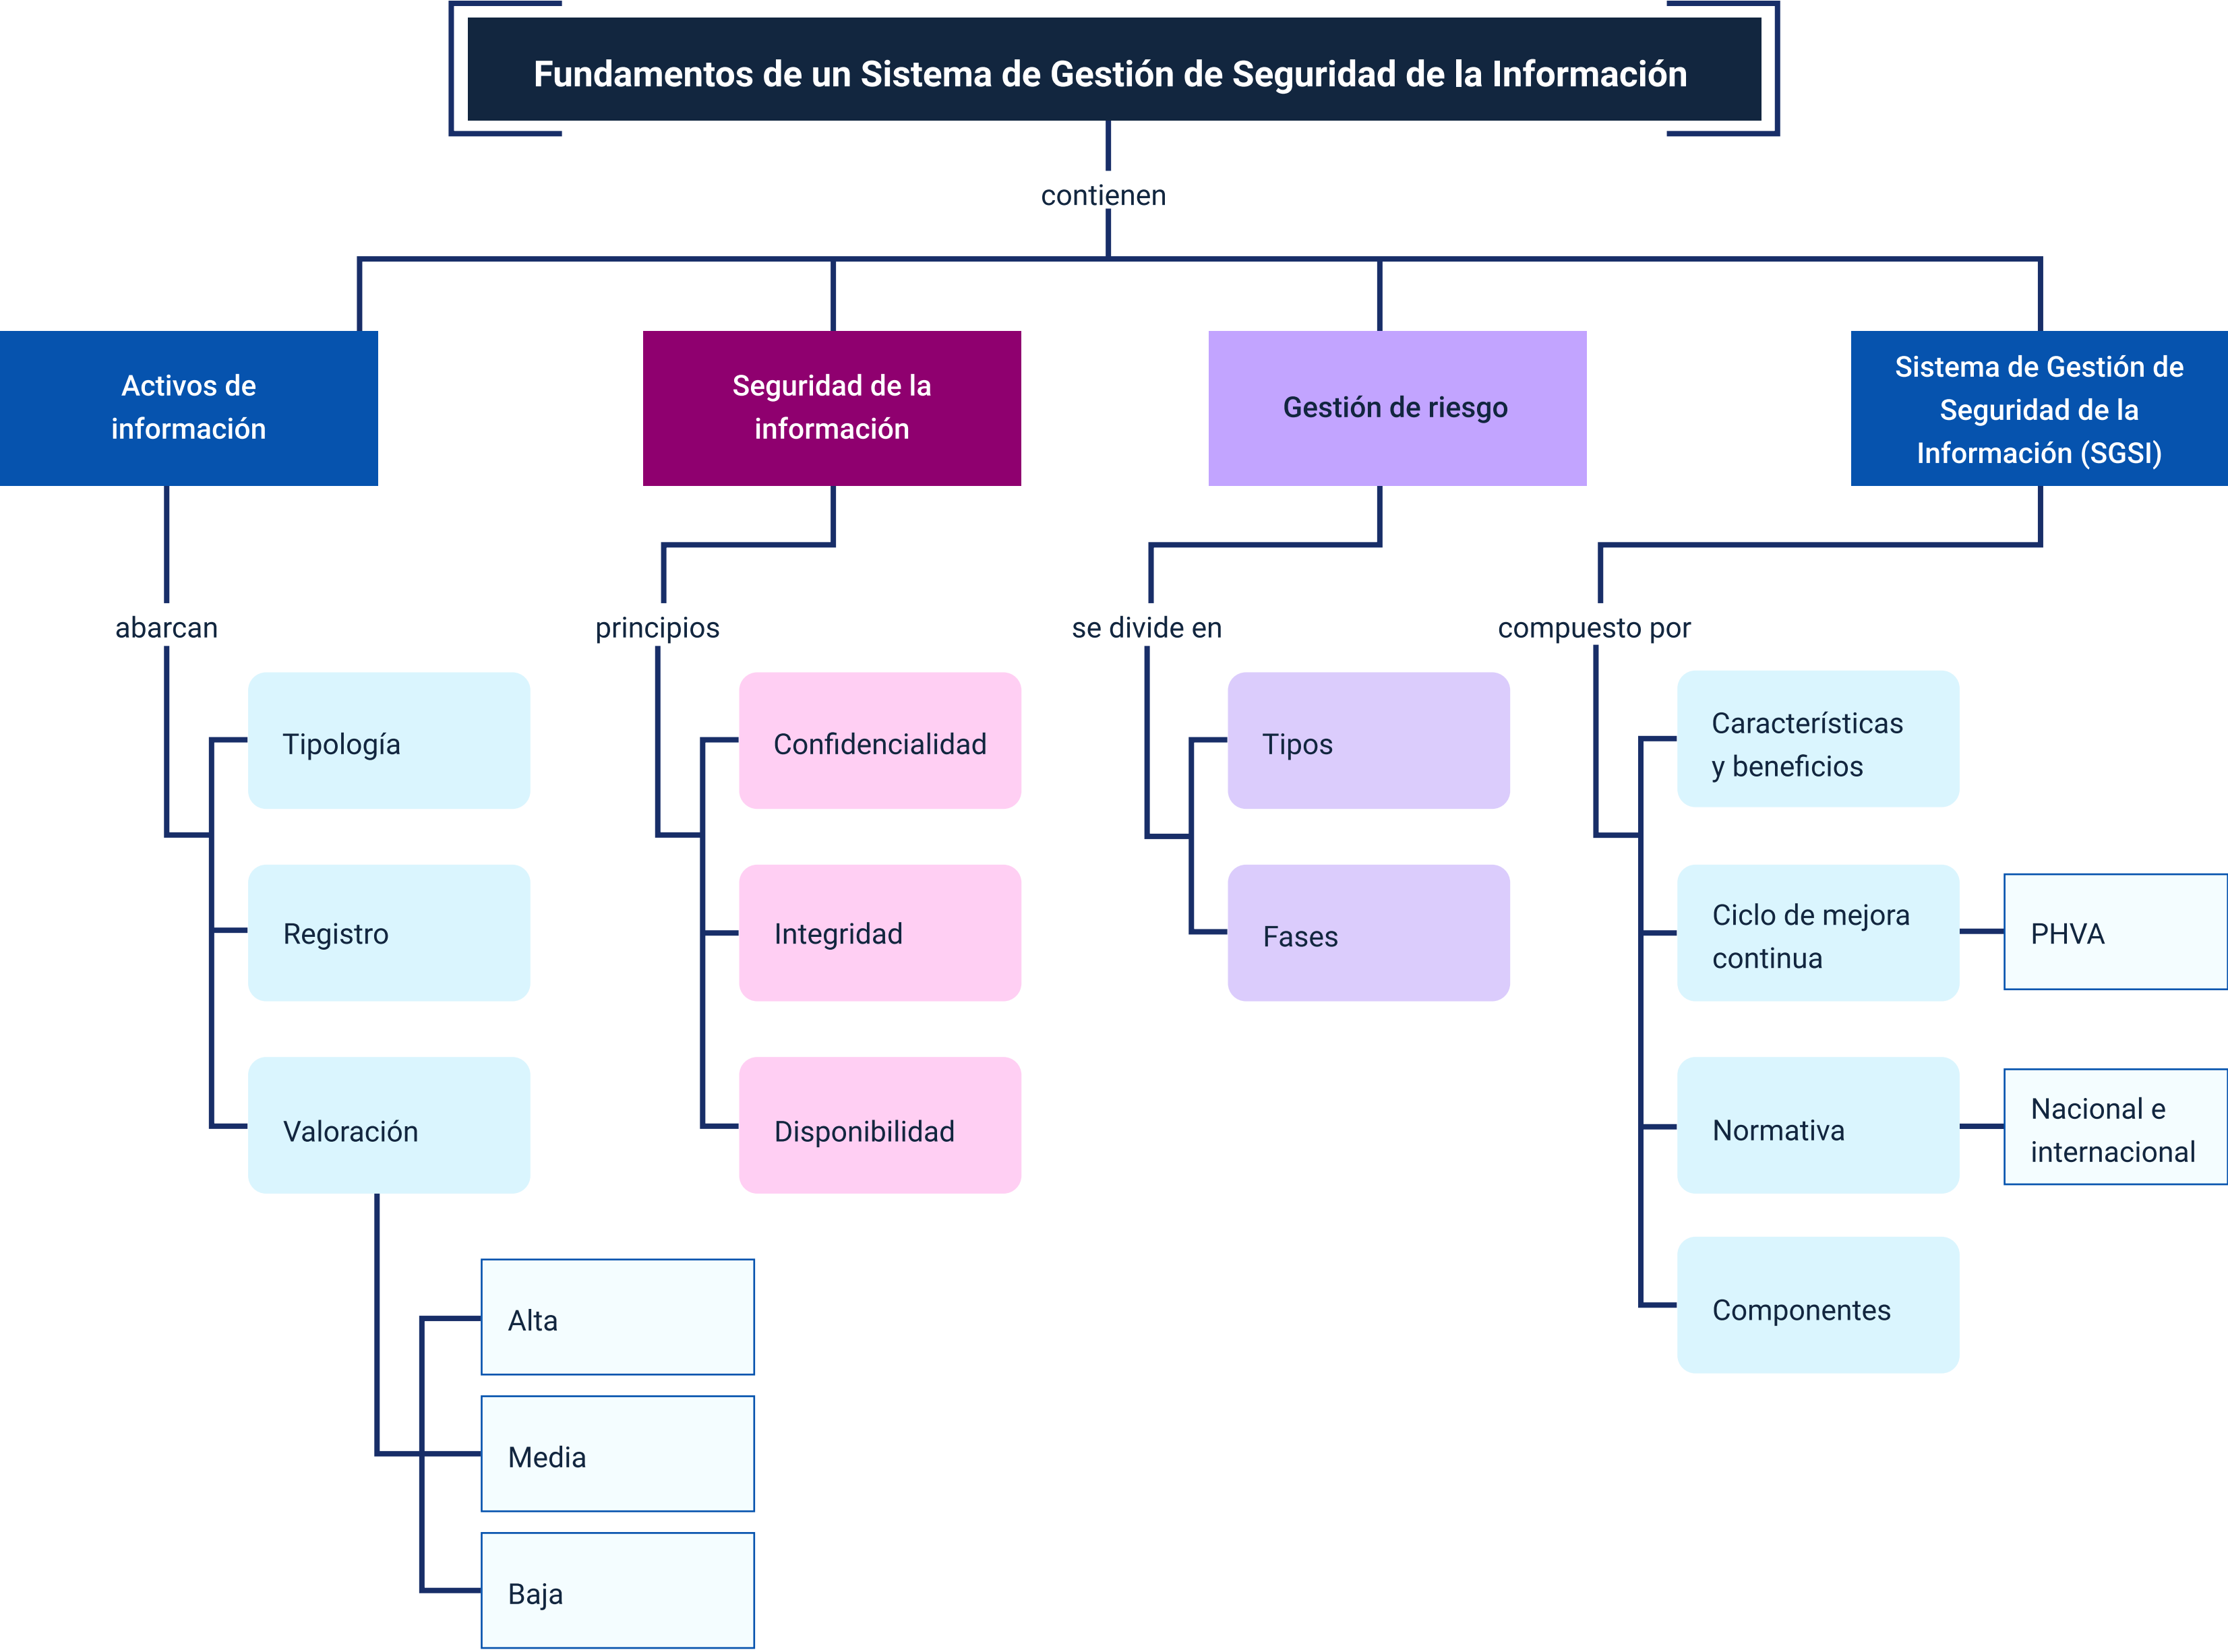 Fundamentos de un Sistema de Gestión de Seguridad de la Información
contienen
Activos de
información
Seguridad de la
información
Gestión de riesgo
Sistema de Gestión de
Seguridad de la
Información (SGSI)
abarcan
Tipología
Registro
Valoración
Alta
Media
Baja
principios
Confidencialidad
Integridad
Disponibilidad
se divide en
Tipos
Fases
compuesto por
Características
y beneficios
Ciclo de mejora
continua
PHVA
Normativa
Nacional e
internacional
Componentes